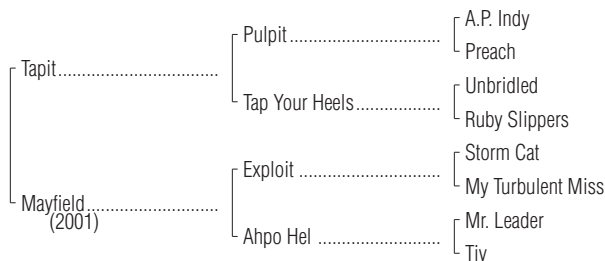 A.P. Indy
Pulpit
Preach
Tapit
Unbridled
Tap Your Heels
Ruby Slippers
Storm Cat
Exploit
My Turbulent Miss
Mayfield
(2001)
Mr. Leader
Ahpo Hel
Tiy